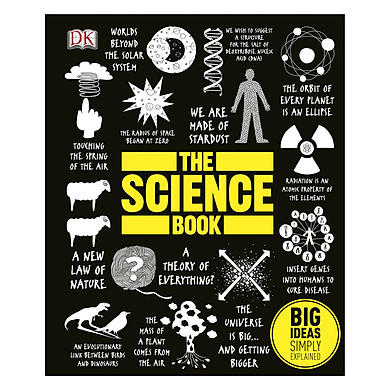 DK
WORLDS
BEYOND
THE SOLAR
SYSTEM
WE WISH TO SUGGEST
A STRUCTURE
FOR THE SALT OF
DEOXYRIBOSE NUCLEIC
ACID (DNA)
THE ORBIT OF
EVERY PLANET
IS AN ELLIPSE
THE RADIUS OF SPACE
BEGAN AT ZERO
WE ARE
MADE OF
STARDUST
TOUCHING
THE SPRING
OF THE AIR
THE
SCIENCE
BOOK
RADIATION IS AN
ATOMIC PROPERTY OF
THE ELEMENTS
A NEW
LAW OF
NATURE
?
A
THEORY OF
EVERYTHING?
INSERT GENES
INTO HUMANS TO
CURE DISEASE
AN EVOLUTIONARY
LINK BETWEEN BIRDS
AND DINOSAURS
THE
MASS OF
A PLANT
COMES FROM
THE AIR
THE
UNIVERSE
IS BIG...
AND GETTING
BIGGER
BIG
IDEAS
SIMPLY
EXPLAINED